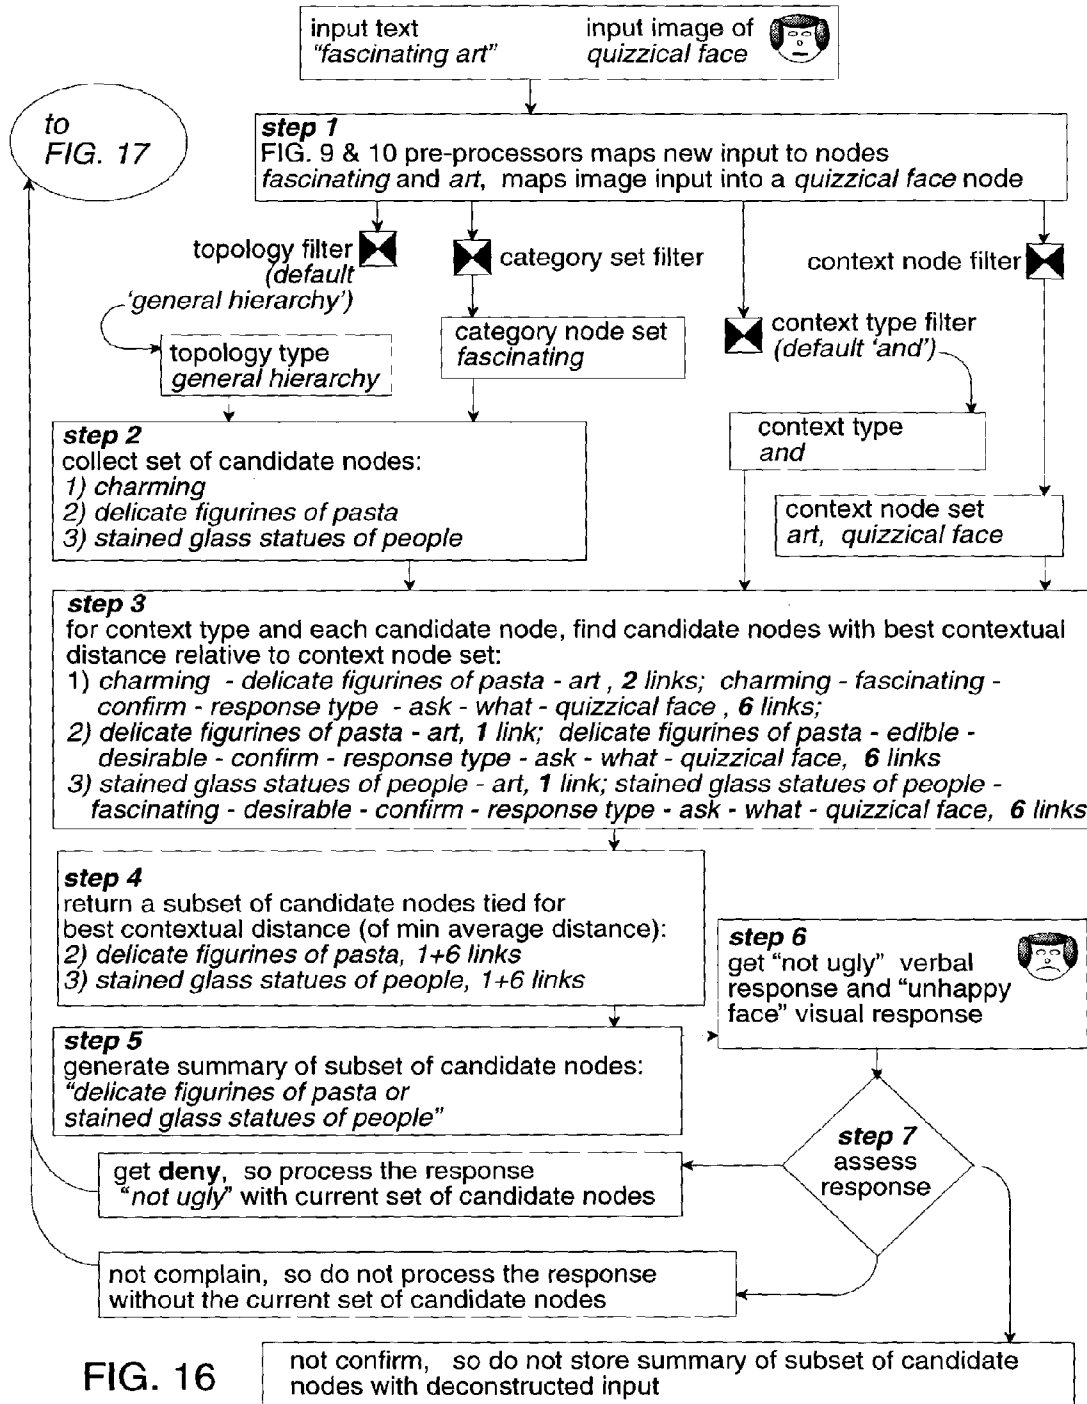 input text
"fascinating art"
input image of
quizzical face
to
FIG. 17
step 1
FIG. 9 & 10 pre-processors maps new input to nodes
fascinating and art, maps image input into a quizzical face node
topology filter
(default
'general hierarchy')
category set filter
context node filter
context type filter
(default 'and')
topology type
general hierarchy
category node set
fascinating
context type
and
context node set
art, quizzical face
step 2
collect set of candidate nodes:
1) charming
2) delicate figurines of pasta
3) stained glass statues of people
step 3
for context type and each candidate node, find candidate nodes with best contextual
distance relative to context node set:
1) charming - delicate figurines of pasta - art , 2 links; charming - fascinating -
confirm - response type - ask - what - quizzical face , 6 links;
2) delicate figurines of pasta - art, 1 link; delicate figurines of pasta - edible -
desirable - confirm - response type - ask - what - quizzical face, 6 links
3) stained glass statues of people - art, 1 link; stained glass statues of people -
fascinating - desirable - confirm - response type - ask - what - quizzical face, 6 links
step 4
return a subset of candidate nodes tied for
best contextual distance (of min average distance):
2) delicate figurines of pasta, 1+6 links
3) stained glass statues of people, 1+6 links
step 5
generate summary of subset of candidate nodes:
"delicate figurines of pasta or
stained glass statues of people"
step 6
get "not ugly" verbal
response and "unhappy
face" visual response
step 7
assess
response
get deny, so process the response
"not ugly" with current set of candidate nodes
not complain, so do not process the response
without the current set of candidate nodes
not confirm, so do not store summary of subset of candidate
nodes with deconstructed input
FIG. 16